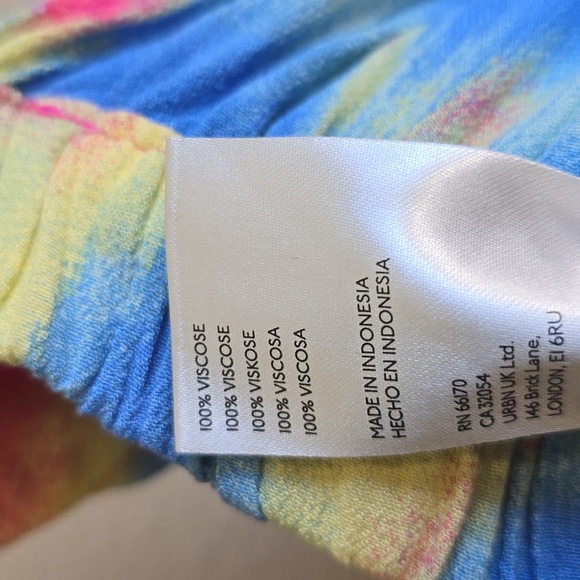 100% VISCOSE
100% VISCOSE
100% VISKOSE
100% VISCOSA
100% VISCOSA
MADE IN INDONESIA
HECHO EN INDONESIA
RN 66170
CA 32054
URBN UK Ltd.
146 Brick Lane,
LONDON, E1 6RU